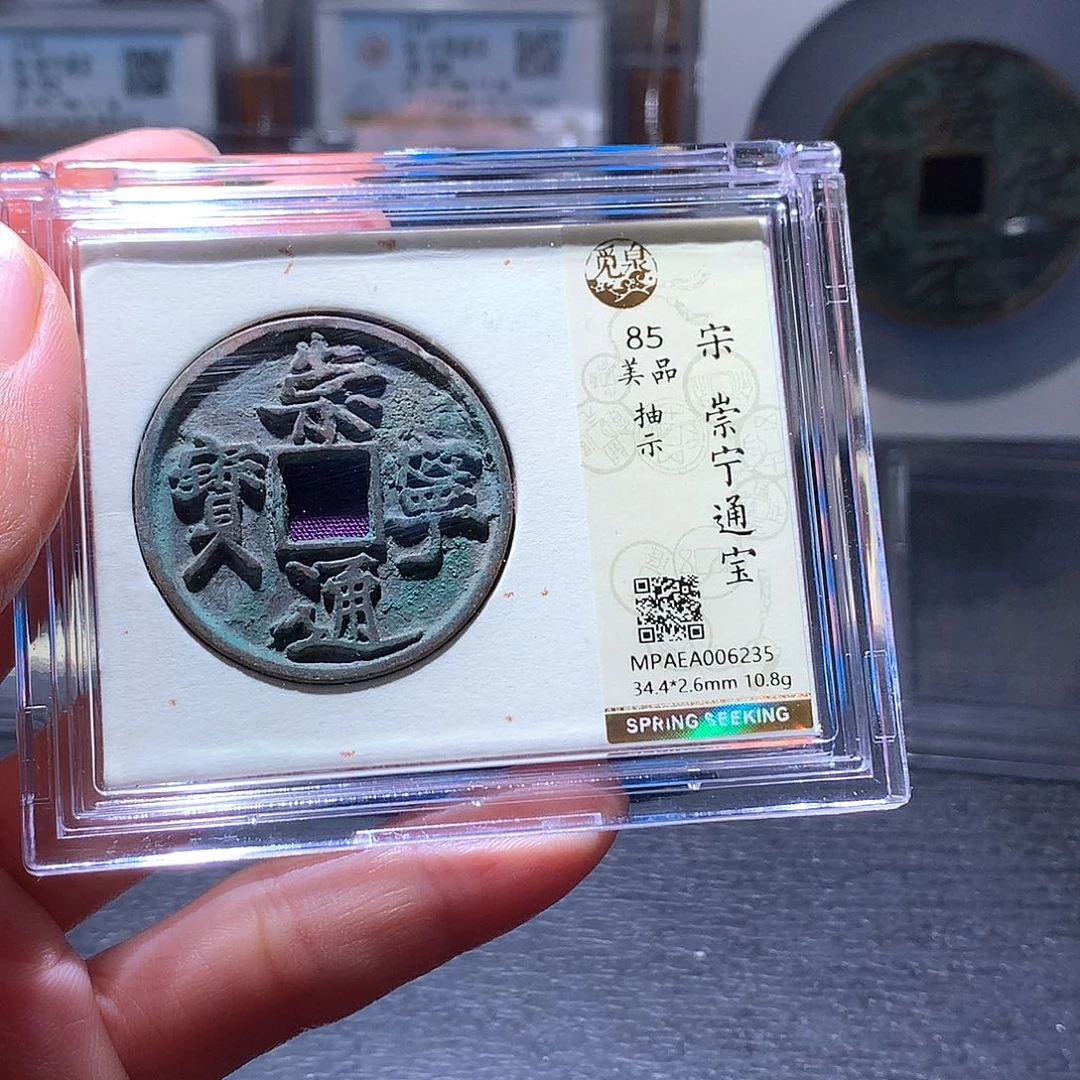 崇
寧
通
寶
觅泉
宋 崇宁通宝
85
美品
抽示
MPAEA006235
34.4*2.6mm 10.8g
SPRING SEEKING
元